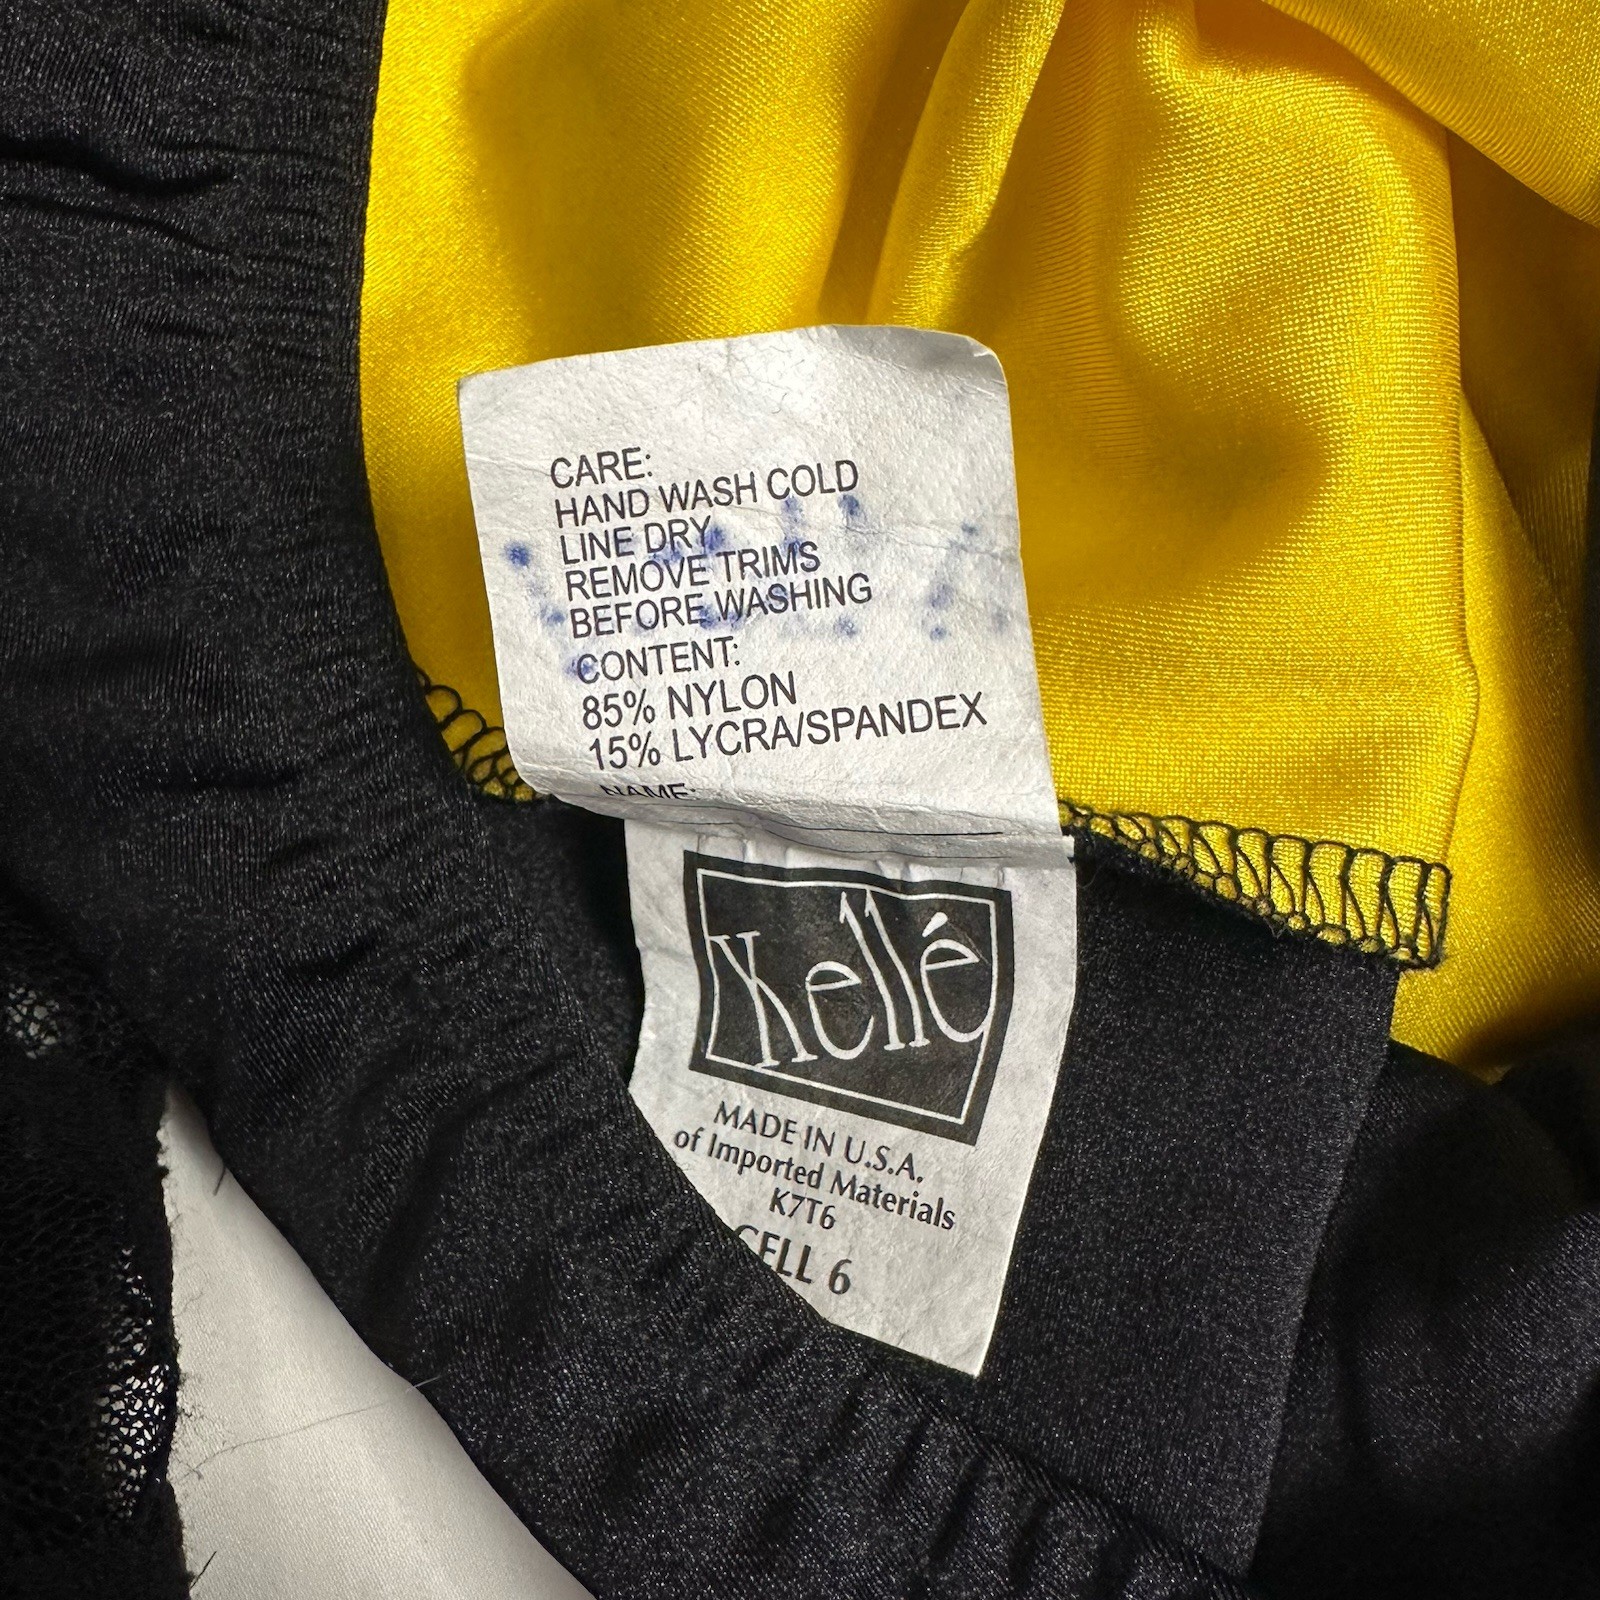 CARE:
HAND WASH COLD
LINE DRY
REMOVE TRIMS
BEFORE WASHING
CONTENT:
85% NYLON
15% LYCRA/SPANDEX
NAME:
Kellé
MADE IN U.S.A.
of Imported Materials
K7T6
CELL 6